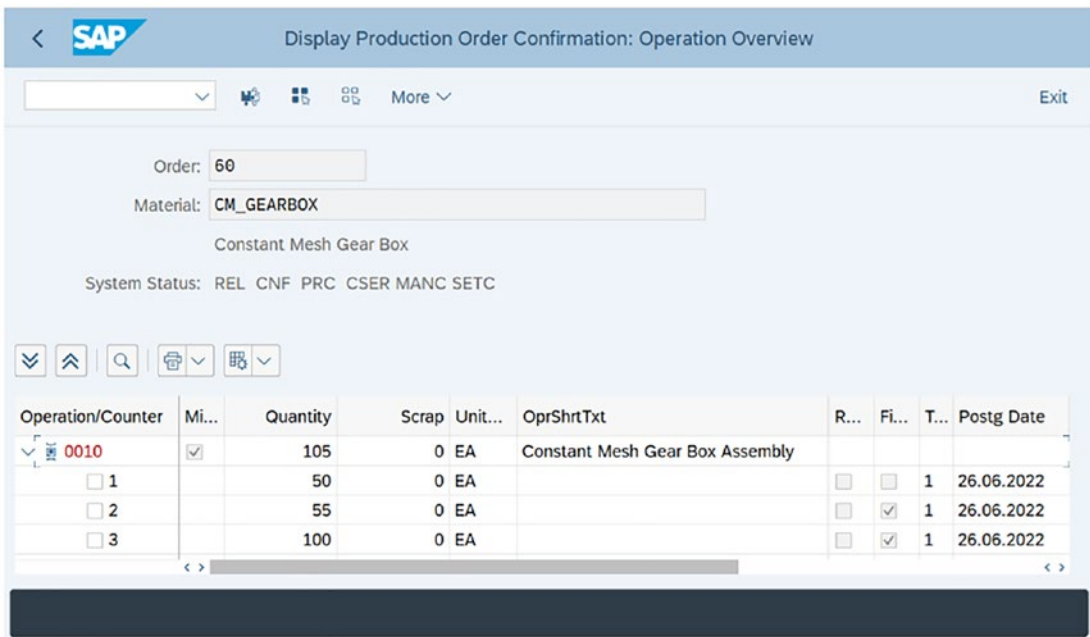 SAP Display Production Order Confirmation: Operation Overview
More Exit
Order: 60
Material: CM_GEARBOX
Constant Mesh Gear Box
System Status: REL CNF PRC CSER MANC SETC
Operation/Counter Mi... Quantity Scrap Unit... OprShrtTxt R... Fi... T... Postg Date
0010 105 0 EA Constant Mesh Gear Box Assembly
1 50 0 EA 1 26.06.2022
2 55 0 EA 1 26.06.2022
3 100 0 EA 1 26.06.2022